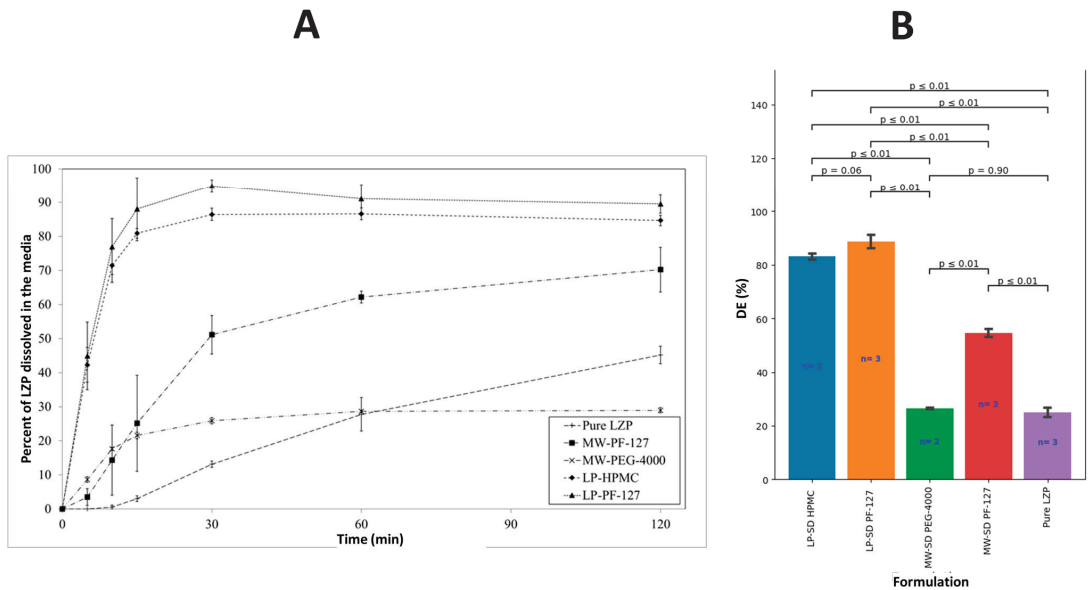 A
B
Percent of LZP dissolved in the media
100
90
80
70
60
50
40
30
20
10
0
0
30
60
90
120
Time (min)
Pure LZP
MW-PF-127
MW-PEG-4000
LP-HPMC
LP-PF-127
DE (%)
140
120
100
80
60
40
20
0
p ≤ 0.01
p ≤ 0.01
p ≤ 0.01
p ≤ 0.01
p ≤ 0.01
p = 0.06
p = 0.90
p ≤ 0.01
p ≤ 0.01
p ≤ 0.01
n= 3
n= 3
n= 3
n= 3
n= 3
LP-SD HPMC
LP-SD PF-127
MW-SD PEG-4000
MW-SD PF-127
Pure LZP
Formulation